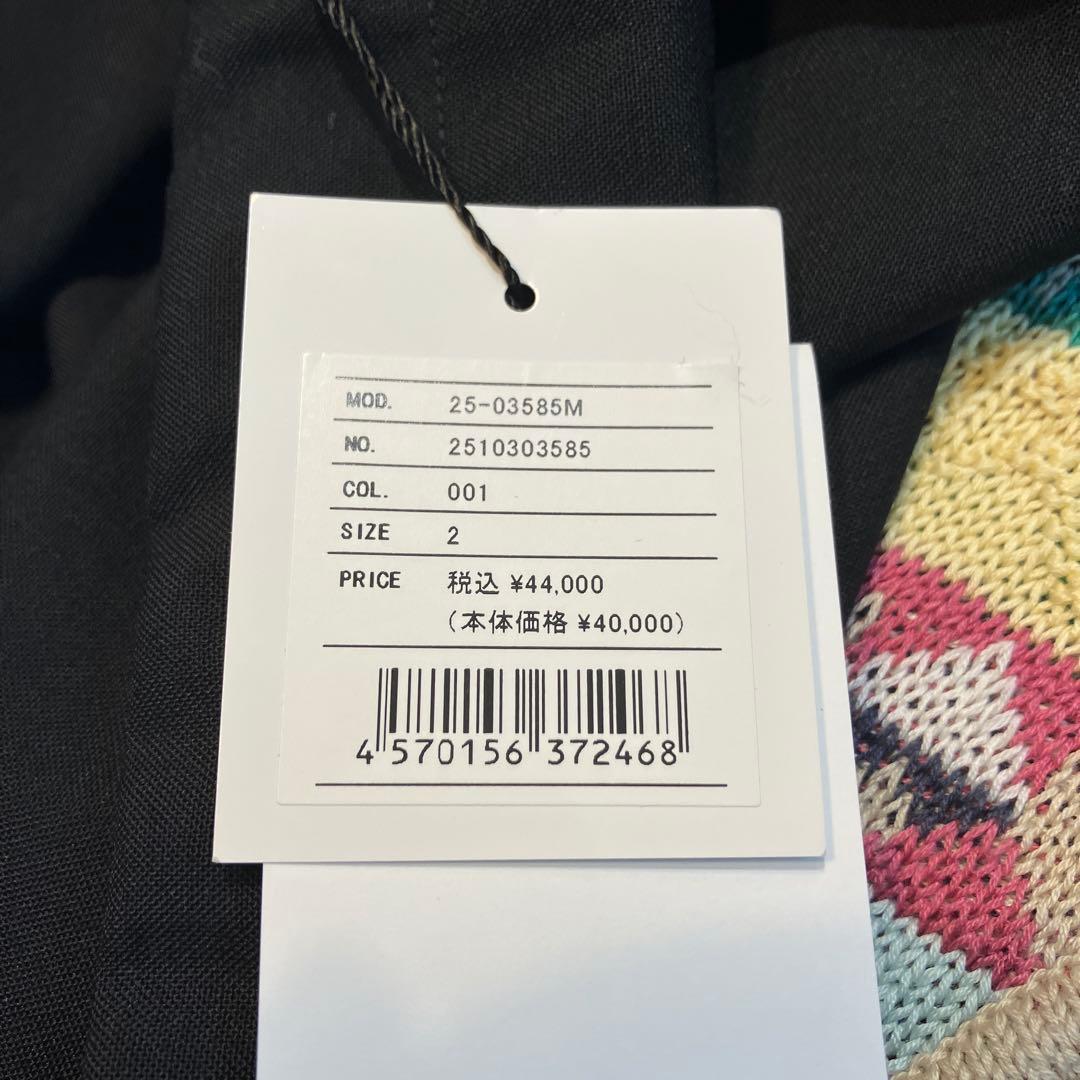 MOD. 25-03585M
NO. 2510303585
COL. 001
SIZE 2
PRICE 税込 ¥44,000
(本体価格 ¥40,000)
4 570156 372468